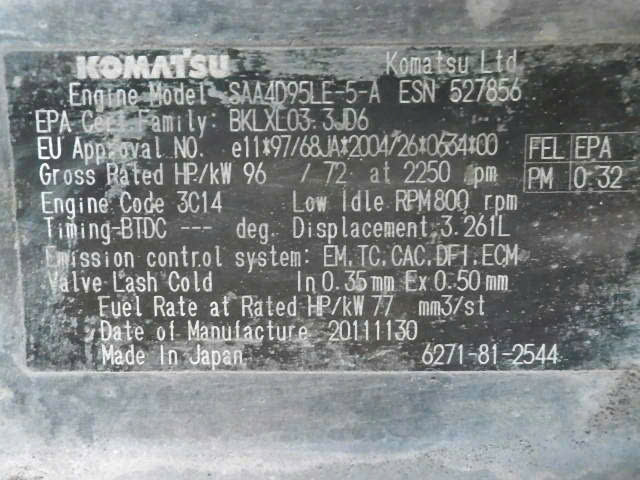 KOMATSU Komatsu Ltd.
Engine Model SAA4D95LE-5-A ESN 527856
EPA Cert.Family: BKLXL03.3JD6
EU Approval NO. e11*97/68JA*2004/26*0634*00 FEL EPA
Gross Rated HP/kW 96 / 72 at 2250 rpm PM 0.32
Engine Code 3C14 Low Idle RPM800 rpm
Timing-BTDC --- deg. Displacement 3.261L
Emission control system: EM.TC.CAC.DFI.ECM
Valve Lash Cold In 0.35mm Ex 0.50mm
Fuel Rate at Rated HP/kW 77 mm3/st
Date of Manufacture 20111130
Made In Japan 6271-81-2544